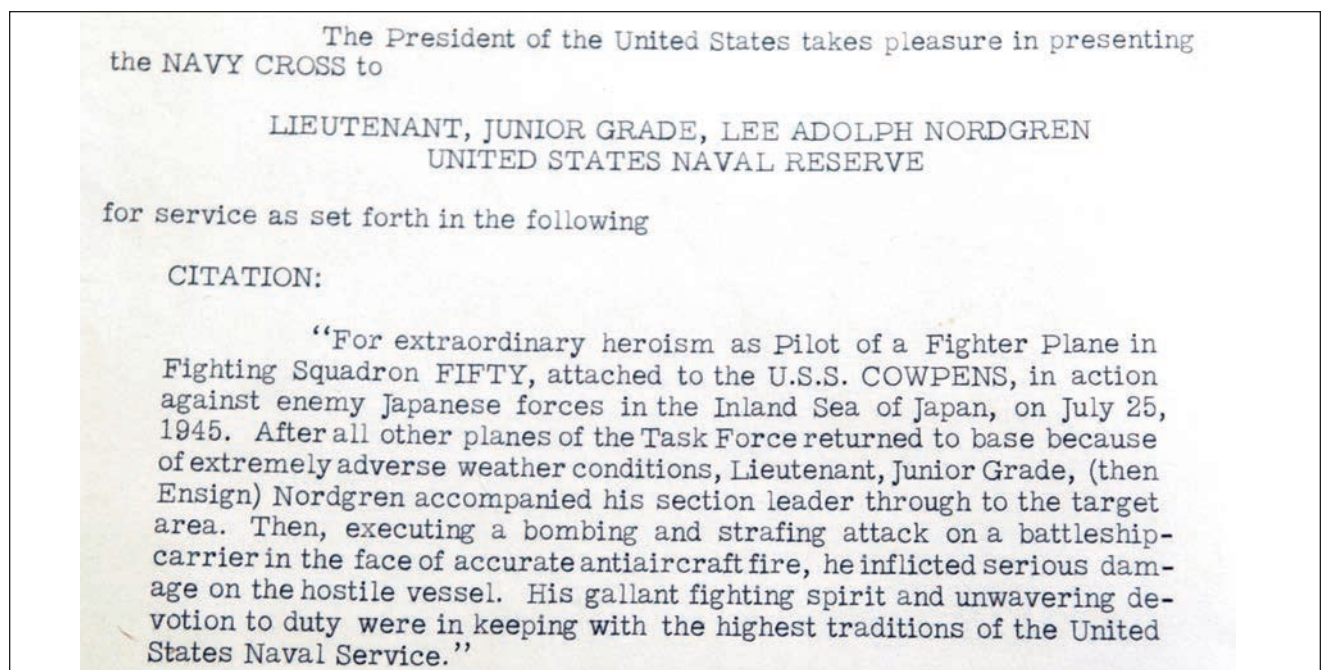 The President of the United States takes pleasure in presenting
the NAVY CROSS to
LIEUTENANT, JUNIOR GRADE, LEE ADOLPH NORDGREN
UNITED STATES NAVAL RESERVE
for service as set forth in the following
CITATION:
“For extraordinary heroism as Pilot of a Fighter Plane in
Fighting Squadron FIFTY, attached to the U.S.S. COWPENS, in action
against enemy Japanese forces in the Inland Sea of Japan, on July 25,
1945. After all other planes of the Task Force returned to base because
of extremely adverse weather conditions, Lieutenant, Junior Grade, (then
Ensign) Nordgren accompanied his section leader through to the target
area. Then, executing a bombing and strafing attack on a battleship-
carrier in the face of accurate antiaircraft fire, he inflicted serious dam-
age on the hostile vessel. His gallant fighting spirit and unwavering de-
votion to duty were in keeping with the highest traditions of the United
States Naval Service.”